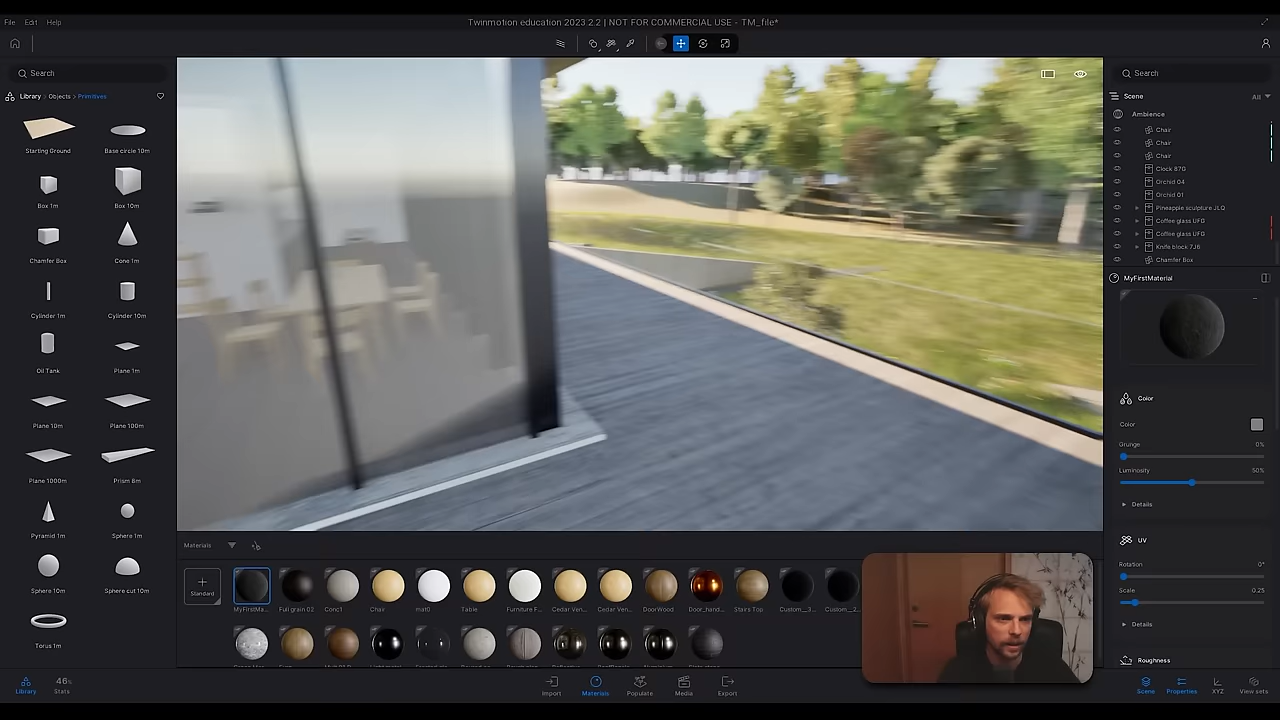 File Edit Help
Twinmotion education 2023.2.2 | NOT FOR COMMERCIAL USE - TM_file*
Search
Library > Objects > Primitives
Starting Ground
Base circle 10m
Box 1m
Box 10m
Chamfer Box
Cone 1m
Cylinder 1m
Cylinder 10m
Oil Tank
Plane 1m
Plane 10m
Plane 100m
Plane 1000m
Prism 8m
Pyramid 1m
Sphere 1m
Sphere 10m
Sphere cut 10m
Torus 1m
Library
46%
Stats
Materials
Standard
MyFirstMa...
Full grain 02
Conc1
Chair
mat0
Table
Furniture F...
Cedar Ven...
Cedar Ven...
DoorWood
Door_hand...
Stairs Top
Custom__3...
Custom__2...
Import
Materials
Populate
Media
Export
Search
Scene
All
Ambience
Chair
Chair
Chair
Clock 87G
Orchid 04
Orchid 01
Pineapple sculpture JLQ
Coffee glass UFG
Coffee glass UFG
Knife block 7J6
Chamfer Box
MyFirstMaterial
Color
Color
Grunge 0%
Luminosity 50%
Details
UV
Rotation 0°
Scale 0.25
Details
Roughness
Scene
Properties
XYZ
View sets